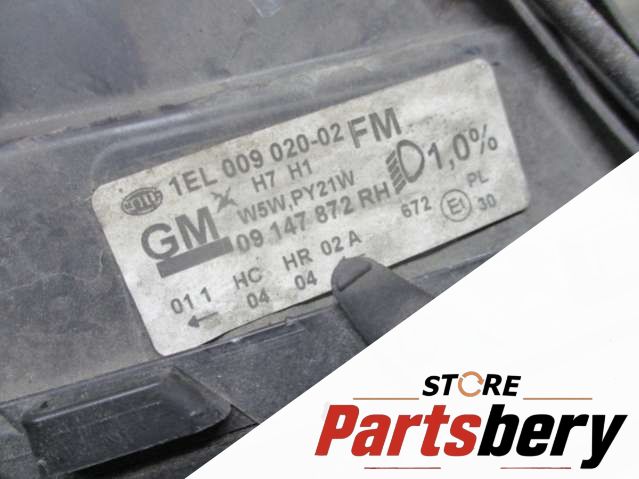 HELLA 1EL 009 020-02 FM
H7 H1
W5W,PY21W
1,0%
GM
09 147 872 RH
672 E1 PL
30
01 1 HC HR 02 A
← 04 04
STORE
Partsbery